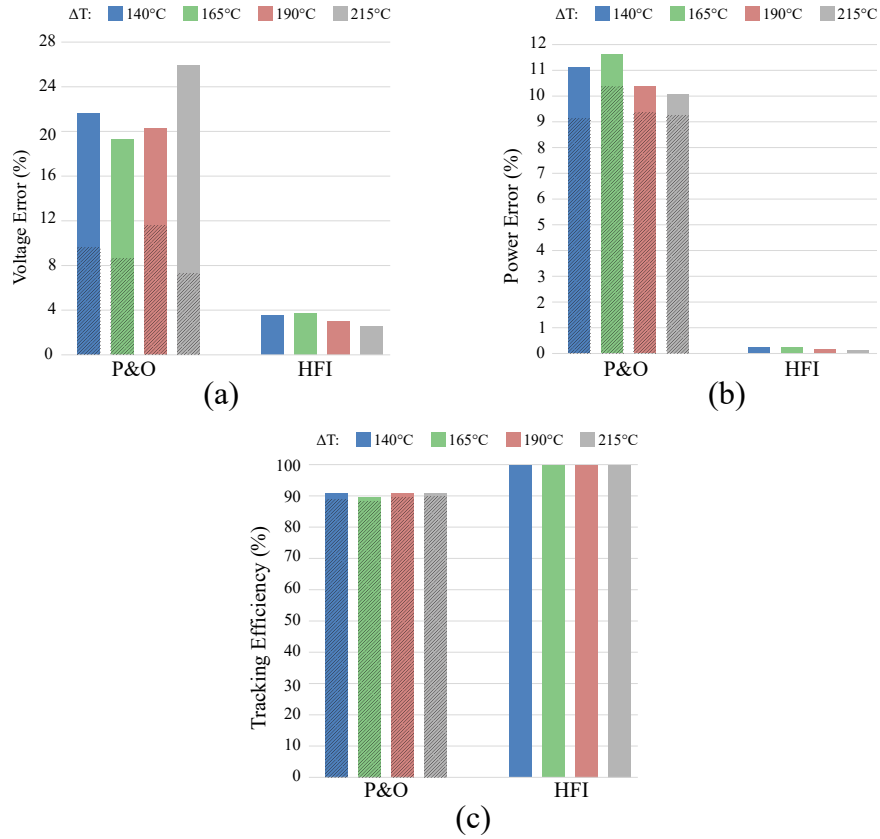 ΔT: 140°C 165°C 190°C 215°C
Voltage Error (%)
28
24
20
16
12
8
4
0
P&O HFI
(a)
ΔT: 140°C 165°C 190°C 215°C
Power Error (%)
12
11
10
9
8
7
6
5
4
3
2
1
0
P&O HFI
(b)
ΔT: 140°C 165°C 190°C 215°C
Tracking Efficiency (%)
100
90
80
70
60
50
40
30
20
10
0
P&O HFI
(c)